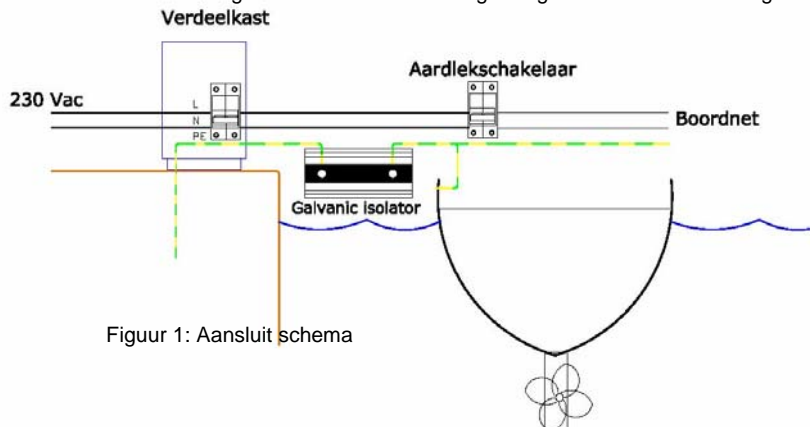 Verdeelkast
Aardlekschakelaar
230 Vac
L
N
PE
Boordnet
Galvanic isolator
Figuur 1: Aansluit schema